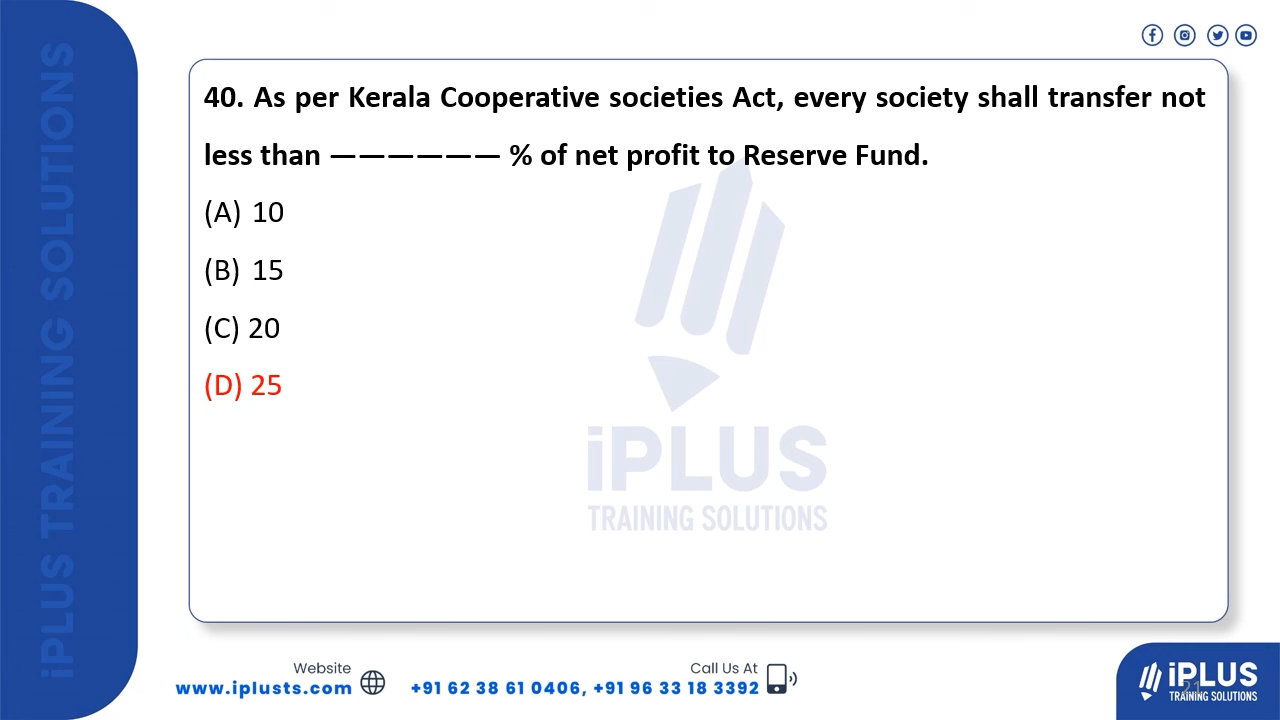 iPLUS TRAINING SOLUTIONS
40. As per Kerala Cooperative societies Act, every society shall transfer not
less than —————— % of net profit to Reserve Fund.
(A) 10
(B) 15
(C) 20
(D) 25
iPLUS
TRAINING SOLUTIONS
Website
www.iplusts.com
Call Us At
+91 62 38 61 0406, +91 96 33 18 3392
iPLUS
TRAINING SOLUTIONS